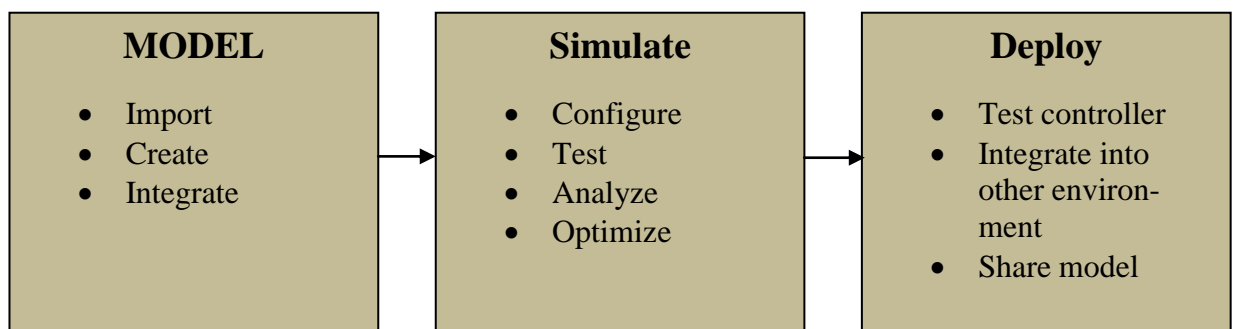 MODEL
• Import
• Create
• Integrate
Simulate
• Configure
• Test
• Analyze
• Optimize
Deploy
• Test controller
• Integrate into
other environ-
ment
• Share model